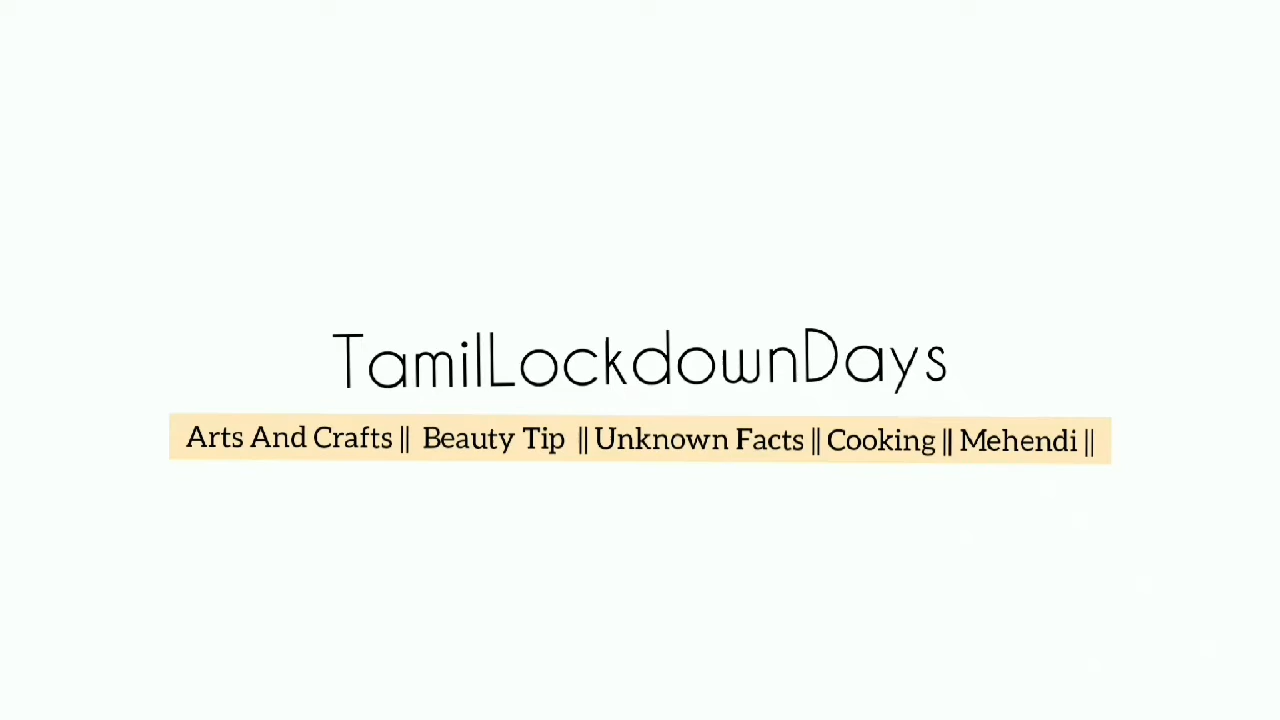 TamilLockdownDays
Arts And Crafts || Beauty Tip || Unknown Facts || Cooking || Mehendi ||